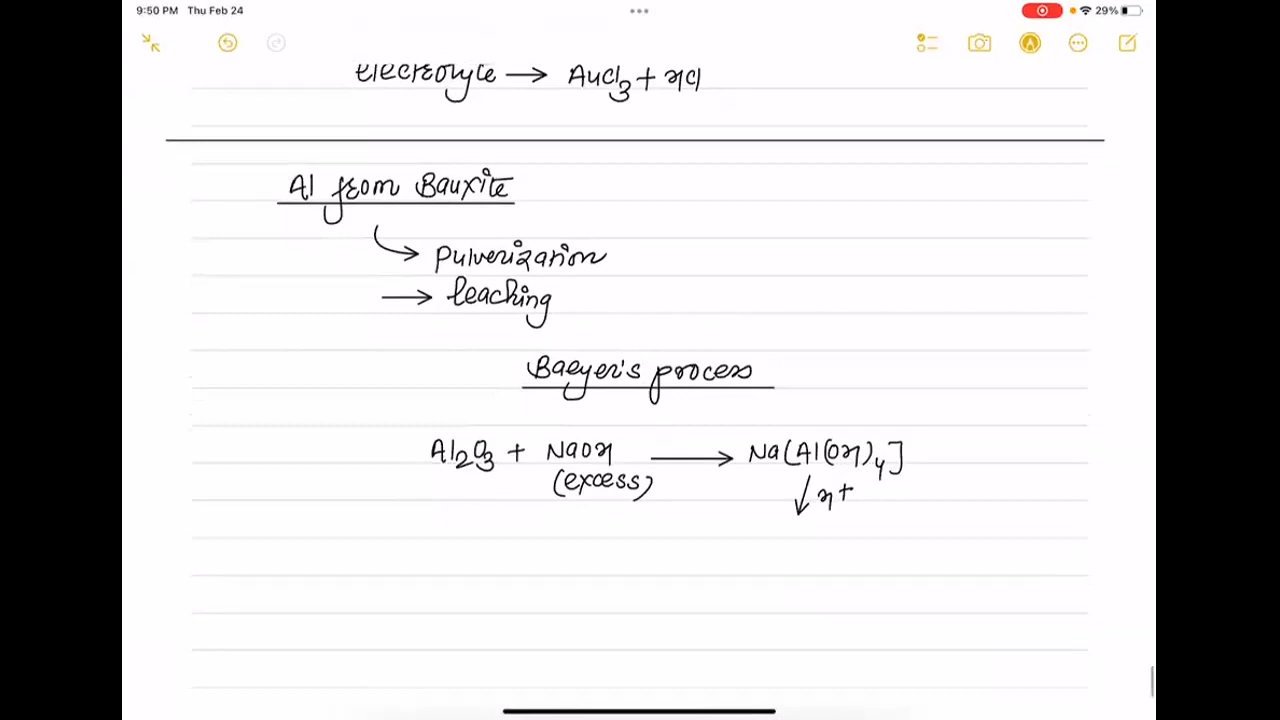 9:50 PM Thu Feb 24
29%
electrolyte → AuCl3 + HCl
Al from Bauxite
→ Pulverization
→ leaching
Baeyer's process
Al2O3 + NaOH → Na[Al(OH)4]
(excess)
↓ H+